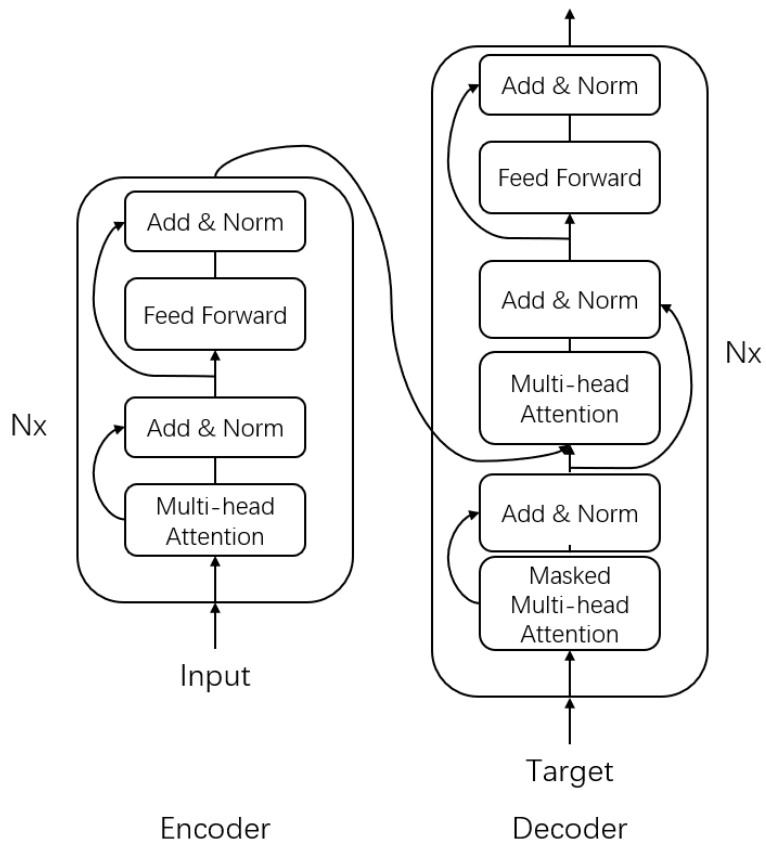 Add & Norm
Feed Forward
Add & Norm
Multi-head
Attention
Nx
Input
Encoder
Add & Norm
Feed Forward
Add & Norm
Multi-head
Attention
Add & Norm
Masked
Multi-head
Attention
Nx
Target
Decoder